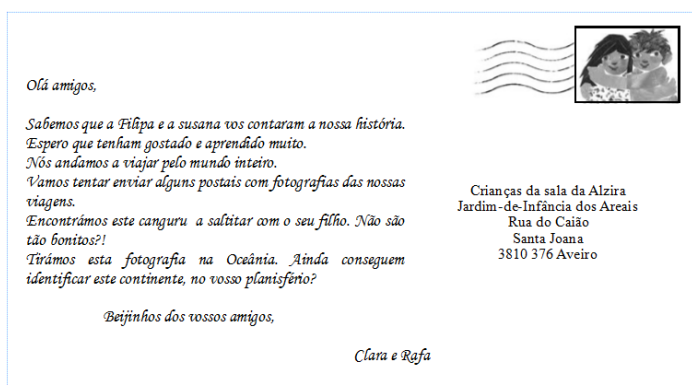 Olá amigos,
Sabemos que a Filipa e a susana vos contaram a nossa história.
Espero que tenham gostado e aprendido muito.
Nós andamos a viajar pelo mundo inteiro.
Vamos tentar enviar alguns postais com fotografias das nossas
viagens.
Encontrámos este canguru a saltitar com o seu filho. Não são
tão bonitos?!
Tirámos esta fotografia na Oceânia. Ainda conseguem
identificar este continente, no vosso planisfério?
Beijinhos dos vossos amigos,
Clara e Rafa
Crianças da sala da Alzira
Jardim-de-Infância dos Areais
Rua do Caião
Santa Joana
3810 376 Aveiro